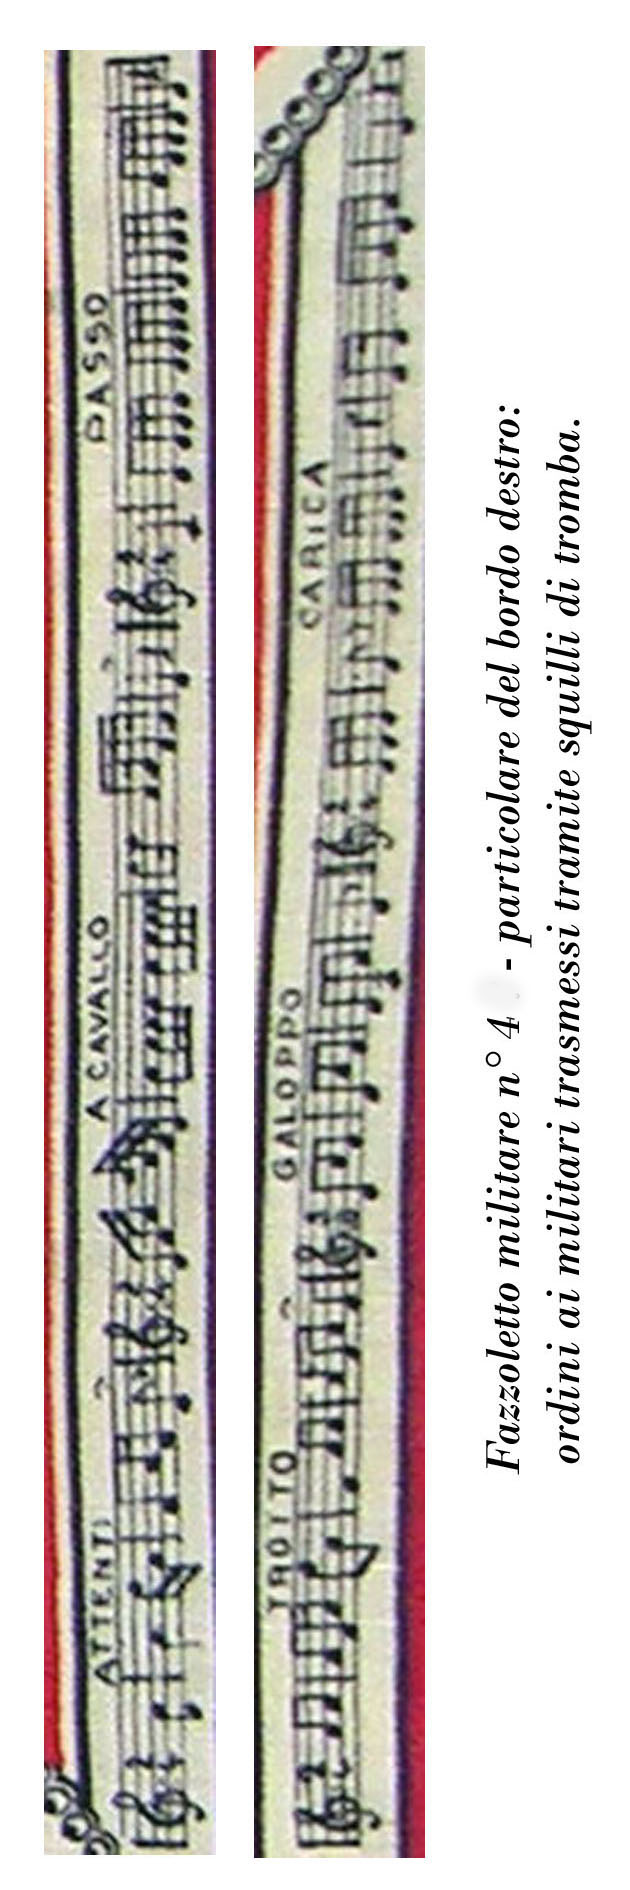 ATTENTI
A CAVALLO
PASSO
TROTTO
GALOPPO
CARICA
Fazzoletto militare n° 4 - particolare del bordo destro:
ordini ai militari trasmessi tramite squilli di tromba.